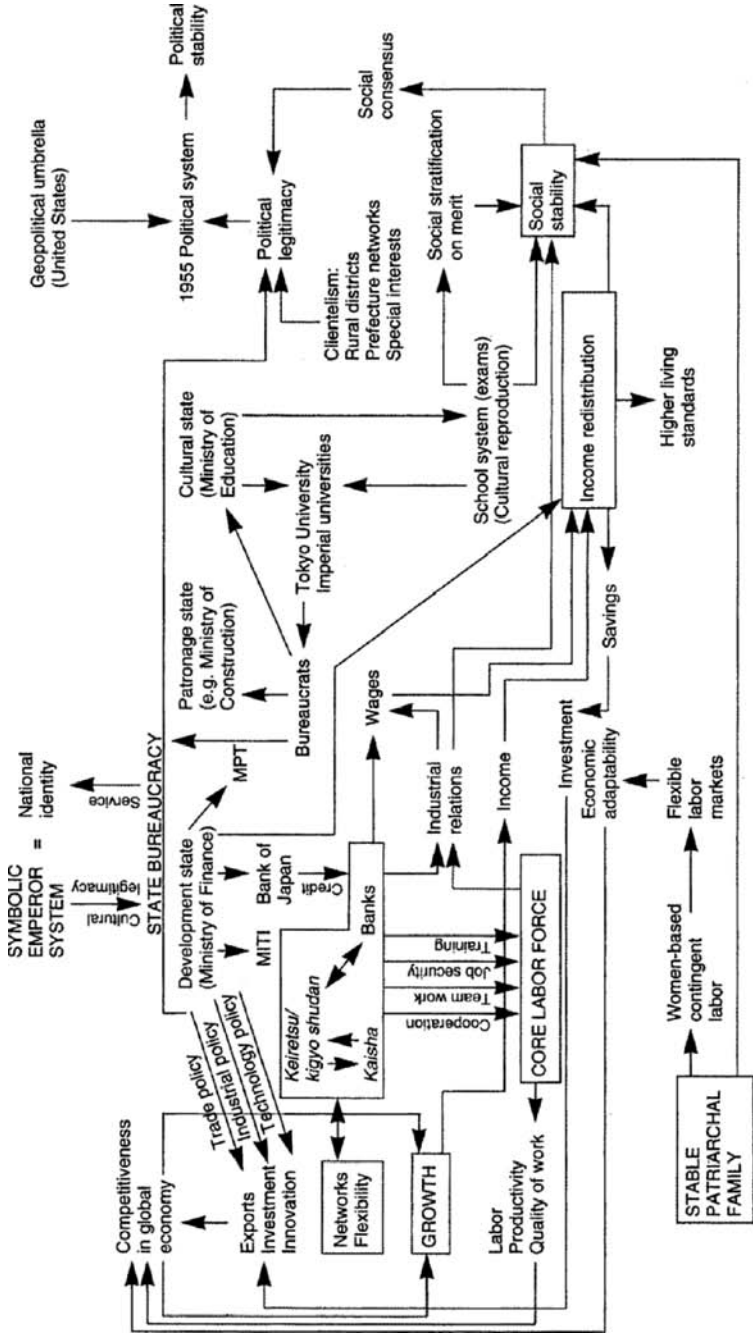 SYMBOLIC
EMPEROR
SYSTEM
=
National
identity
Cultural
legitimacy
Service
Geopolitical umbrella
(United States)
STATE BUREAUCRACY
1955 Political system
Political
stability
Competitiveness
in global
economy
Trade policy
Industrial policy
Technology policy
Development state
(Ministry of Finance)
MPT
Patronage state
(e.g. Ministry of
Construction)
Cultural state
(Ministry of
Education)
Political
legitimacy
Exports
Investment
Innovation
MITI
Bank of
Japan
Credit
Bureaucrats
Tokyo University
Imperial universities
Clientelism:
Rural districts
Prefecture networks
Special interests
Social
consensus
Networks
Flexibility
Keiretsu/
kigyo shudan
Kaisha
Banks
Wages
GROWTH
Cooperation
Team work
Job security
Training
Industrial
relations
School system (exams)
(Cultural reproduction)
Social stratification
on merit
Labor
Productivity
Quality of work
CORE LABOR FORCE
Income
Social
stability
Investment
Economic
adaptability
Savings
Income redistribution
Higher living
standards
STABLE
PATRIARCHAL
FAMILY
Women-based
contingent
labor
Flexible
labor
markets